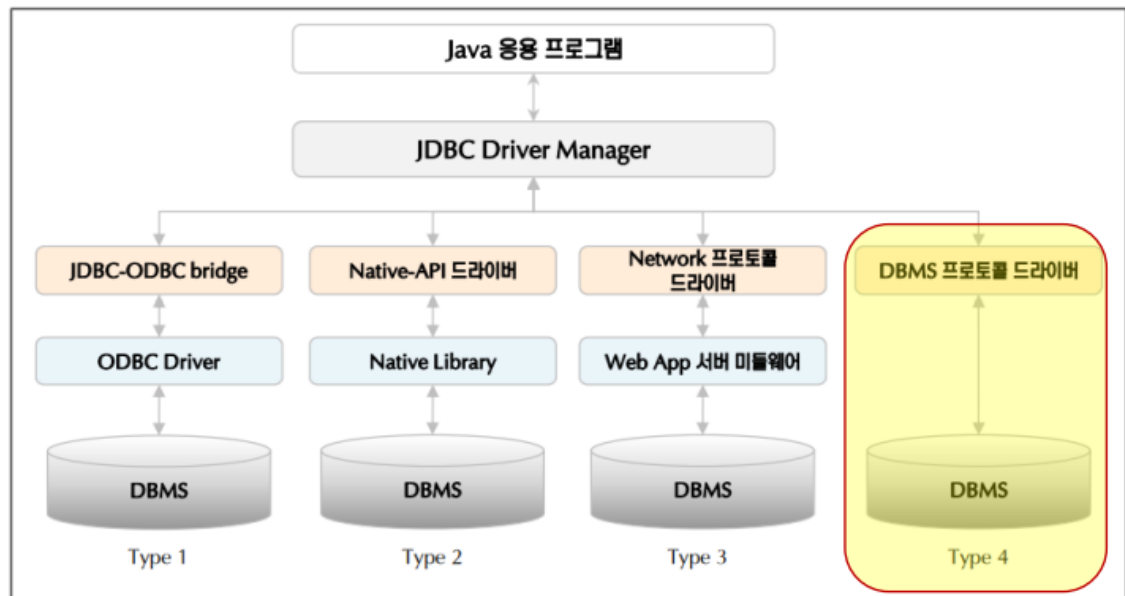 Java 응용 프로그램
JDBC Driver Manager
JDBC-ODBC bridge
Native-API 드라이버
Network 프로토콜
드라이버
DBMS 프로토콜 드라이버
ODBC Driver
Native Library
Web App 서버 미들웨어
DBMS
DBMS
DBMS
DBMS
Type 1
Type 2
Type 3
Type 4